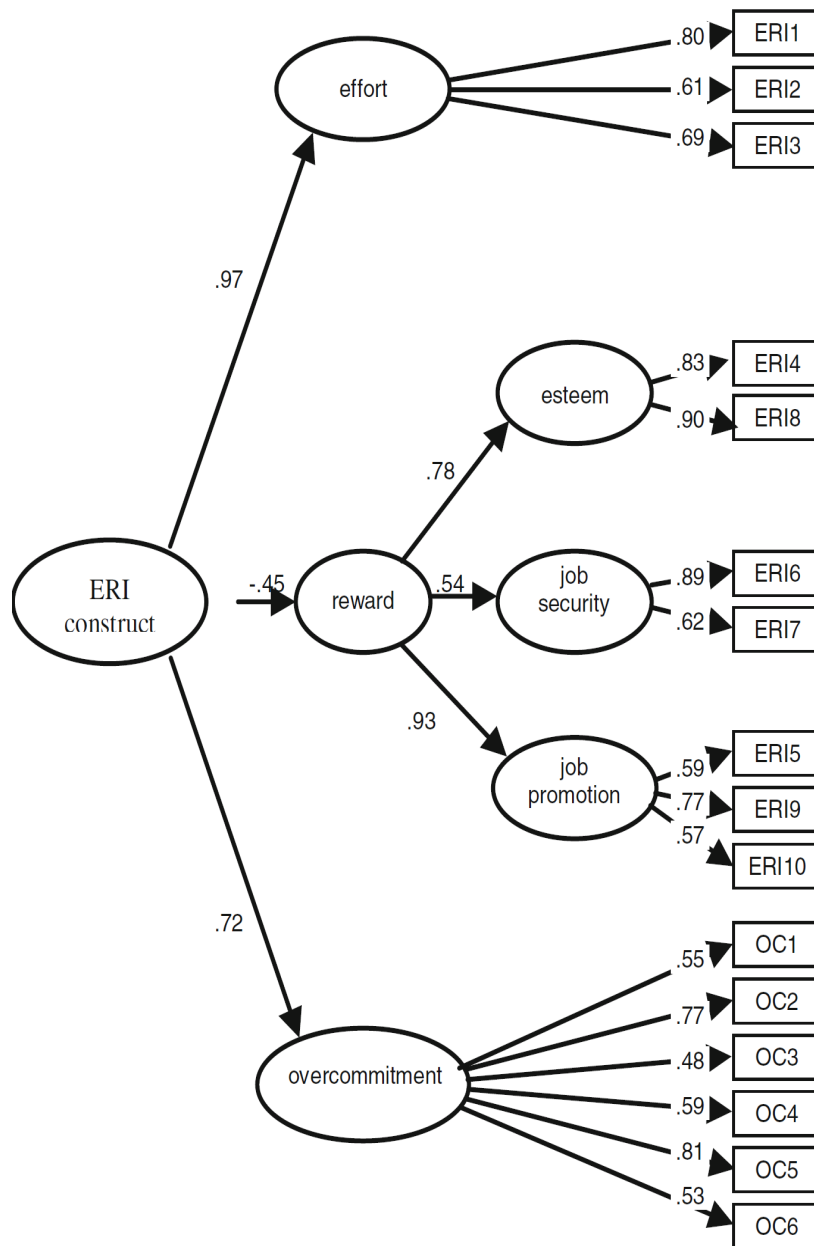 .80
ERI1
effort
.61
ERI2
.69
ERI3
.97
.83
ERI4
esteem
.90
ERI8
.78
ERI
construct
-.45
reward
.54
job
security
.89
ERI6
.62
ERI7
.93
job
promotion
.59
ERI5
.77
ERI9
.57
ERI10
.72
overcommitment
.55
OC1
.77
OC2
.48
OC3
.59
OC4
.81
OC5
.53
OC6